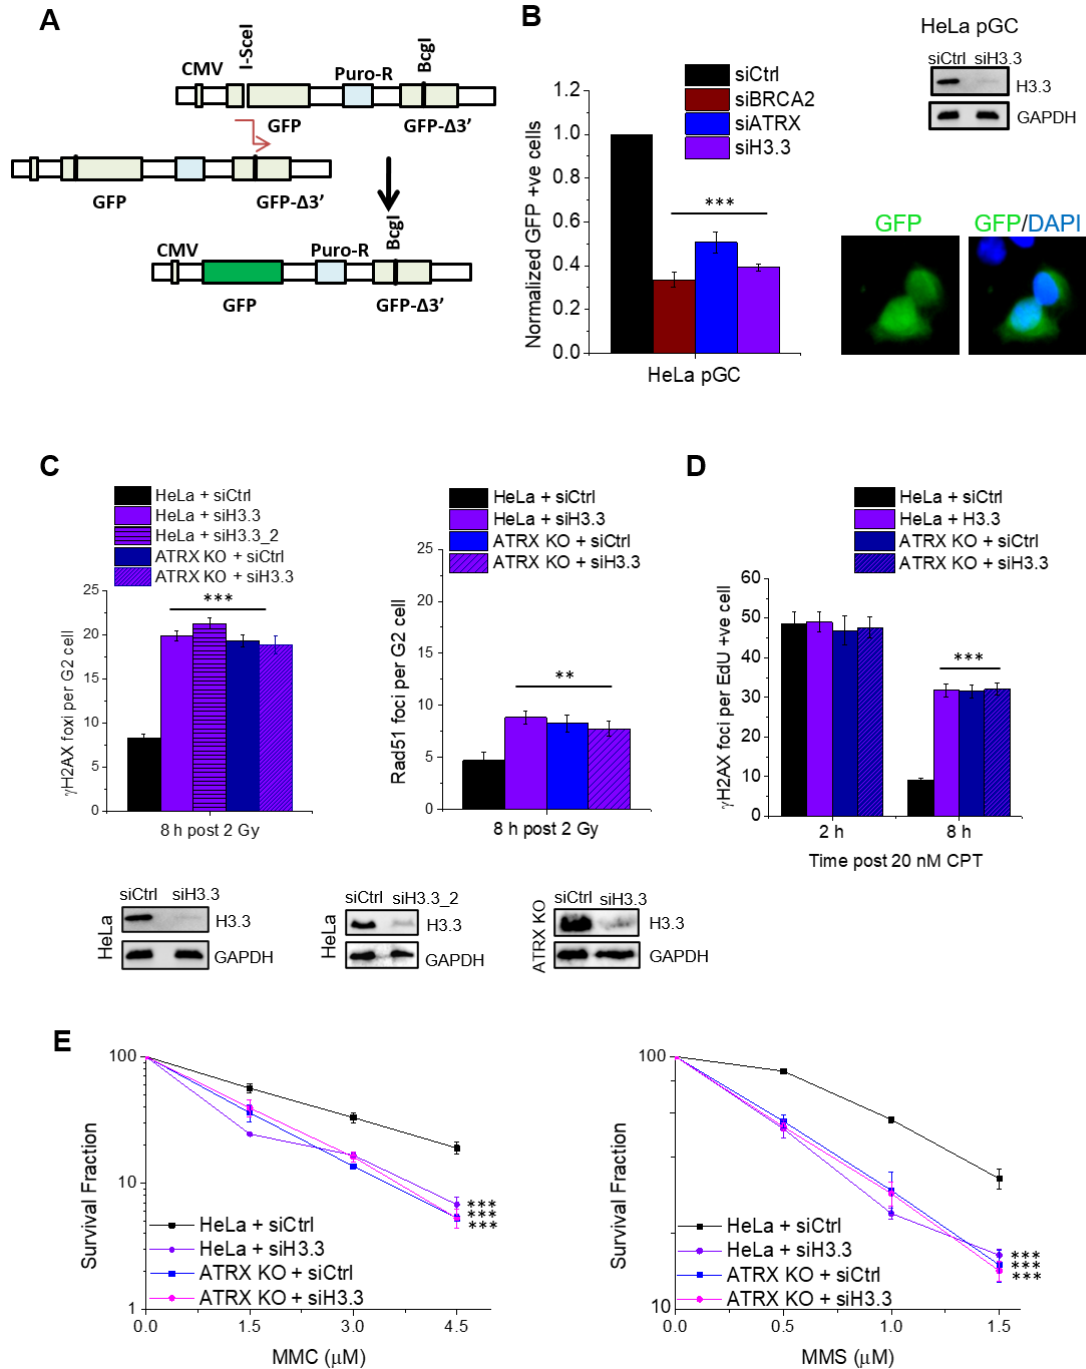 A
CMV
I-SceI
Puro-R
BcgI
GFP
GFP-Δ3'
GFP
GFP-Δ3'
CMV
Puro-R
BcgI
GFP
GFP-Δ3'
B
siCtrl
siBRCA2
siATRX
siH3.3
Normalized GFP +ve cells
1.2
1.0
0.8
0.6
0.4
0.2
0.0
***
HeLa pGC
HeLa pGC
siCtrl siH3.3
H3.3
GAPDH
GFP
GFP/DAPI
C
HeLa + siCtrl
HeLa + siH3.3
HeLa + siH3.3_2
ATRX KO + siCtrl
ATRX KO + siH3.3
γH2AX foxi per G2 cell
25
20
15
10
5
0
***
8 h post 2 Gy
HeLa + siCtrl
HeLa + siH3.3
ATRX KO + siCtrl
ATRX KO + siH3.3
Rad51 foci per G2 cell
25
20
15
10
5
0
**
8 h post 2 Gy
HeLa
siCtrl siH3.3
H3.3
GAPDH
HeLa
siCtrl siH3.3_2
H3.3
GAPDH
ATRX KO
siCtrl siH3.3
H3.3
GAPDH
D
HeLa + siCtrl
HeLa + H3.3
ATRX KO + siCtrl
ATRX KO + siH3.3
γH2AX foci per EdU +ve cell
60
50
40
30
20
10
0
***
2 h 8 h
Time post 20 nM CPT
E
Survival Fraction
100
10
1
HeLa + siCtrl
HeLa + siH3.3
ATRX KO + siCtrl
ATRX KO + siH3.3
***
***
***
0.0 1.5 3.0 4.5
MMC (μM)
Survival Fraction
100
10
HeLa + siCtrl
HeLa + siH3.3
ATRX KO + siCtrl
ATRX KO + siH3.3
***
***
***
0.0 0.5 1.0 1.5
MMS (μM)